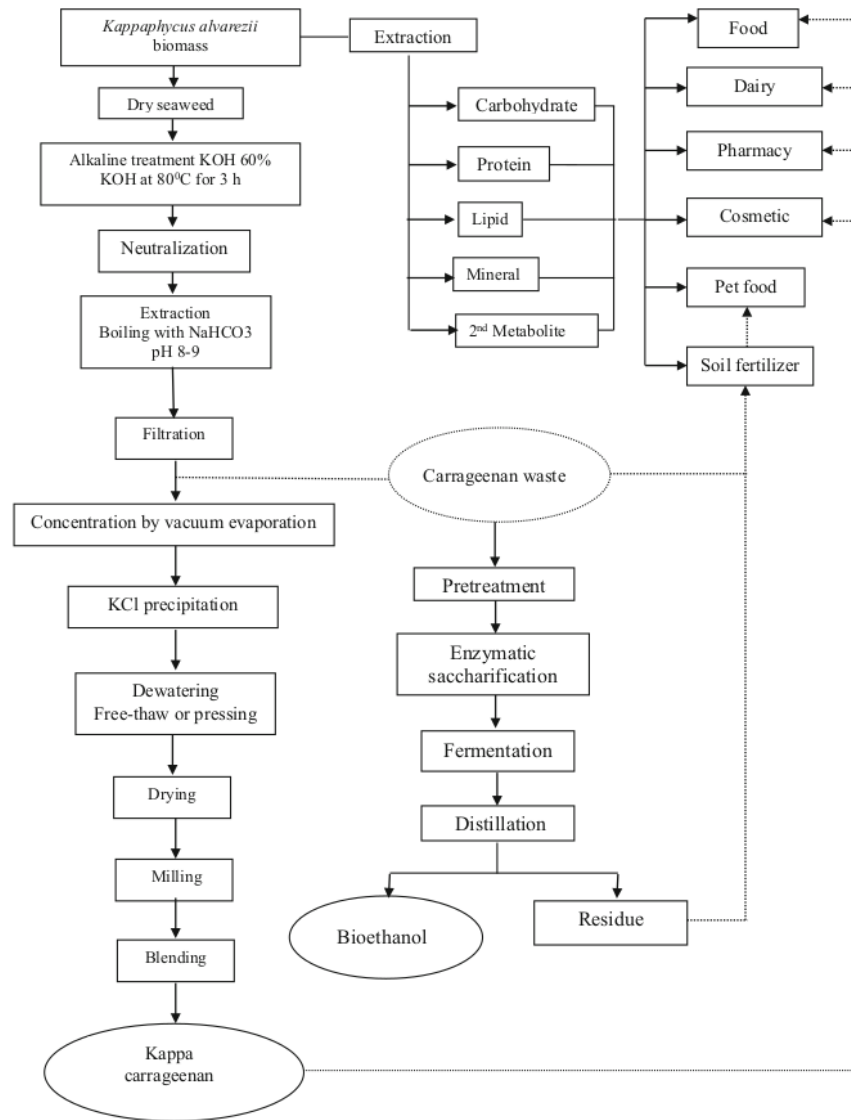 Kappaphycus alvarezii
biomass
Extraction
Food
Dry seaweed
Carbohydrate
Dairy
Alkaline treatment KOH 60%
KOH at 80⁰C for 3 h
Protein
Pharmacy
Neutralization
Lipid
Cosmetic
Extraction
Boiling with NaHCO3
pH 8-9
Mineral
Pet food
2nd Metabolite
Soil fertilizer
Filtration
Carrageenan waste
Concentration by vacuum evaporation
Pretreatment
KCl precipitation
Enzymatic
saccharification
Dewatering
Free-thaw or pressing
Fermentation
Drying
Distillation
Milling
Bioethanol
Residue
Blending
Kappa
carrageenan